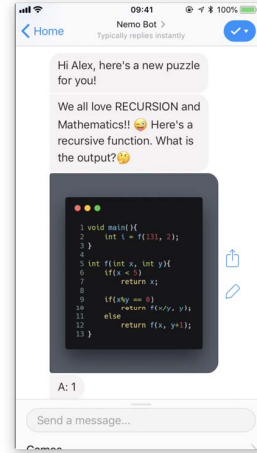 09:41
100%
Home
Nemo Bot >
Typically replies instantly
Hi Alex, here's a new puzzle
for you!
We all love RECURSION and
Mathematics!! 😄 Here's a
recursive function. What is
the output?🤔
1 void main(){
2 int i = f(131, 2);
3 }
4
5 int f(int x, int y){
6 if(x < 5)
7 return x;
8
9 if(x%y == 0)
10 return f(x/y, y);
11 else
12 return f(x, y+1);
13 }
A: 1
Send a message...